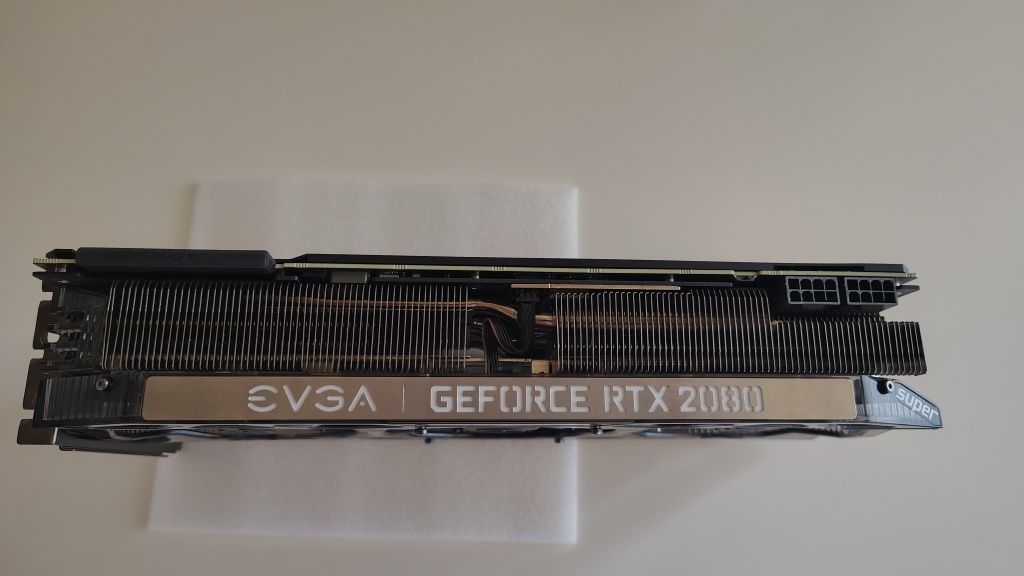 EVGA
EVGA | GEFORCE RTX 2080
super